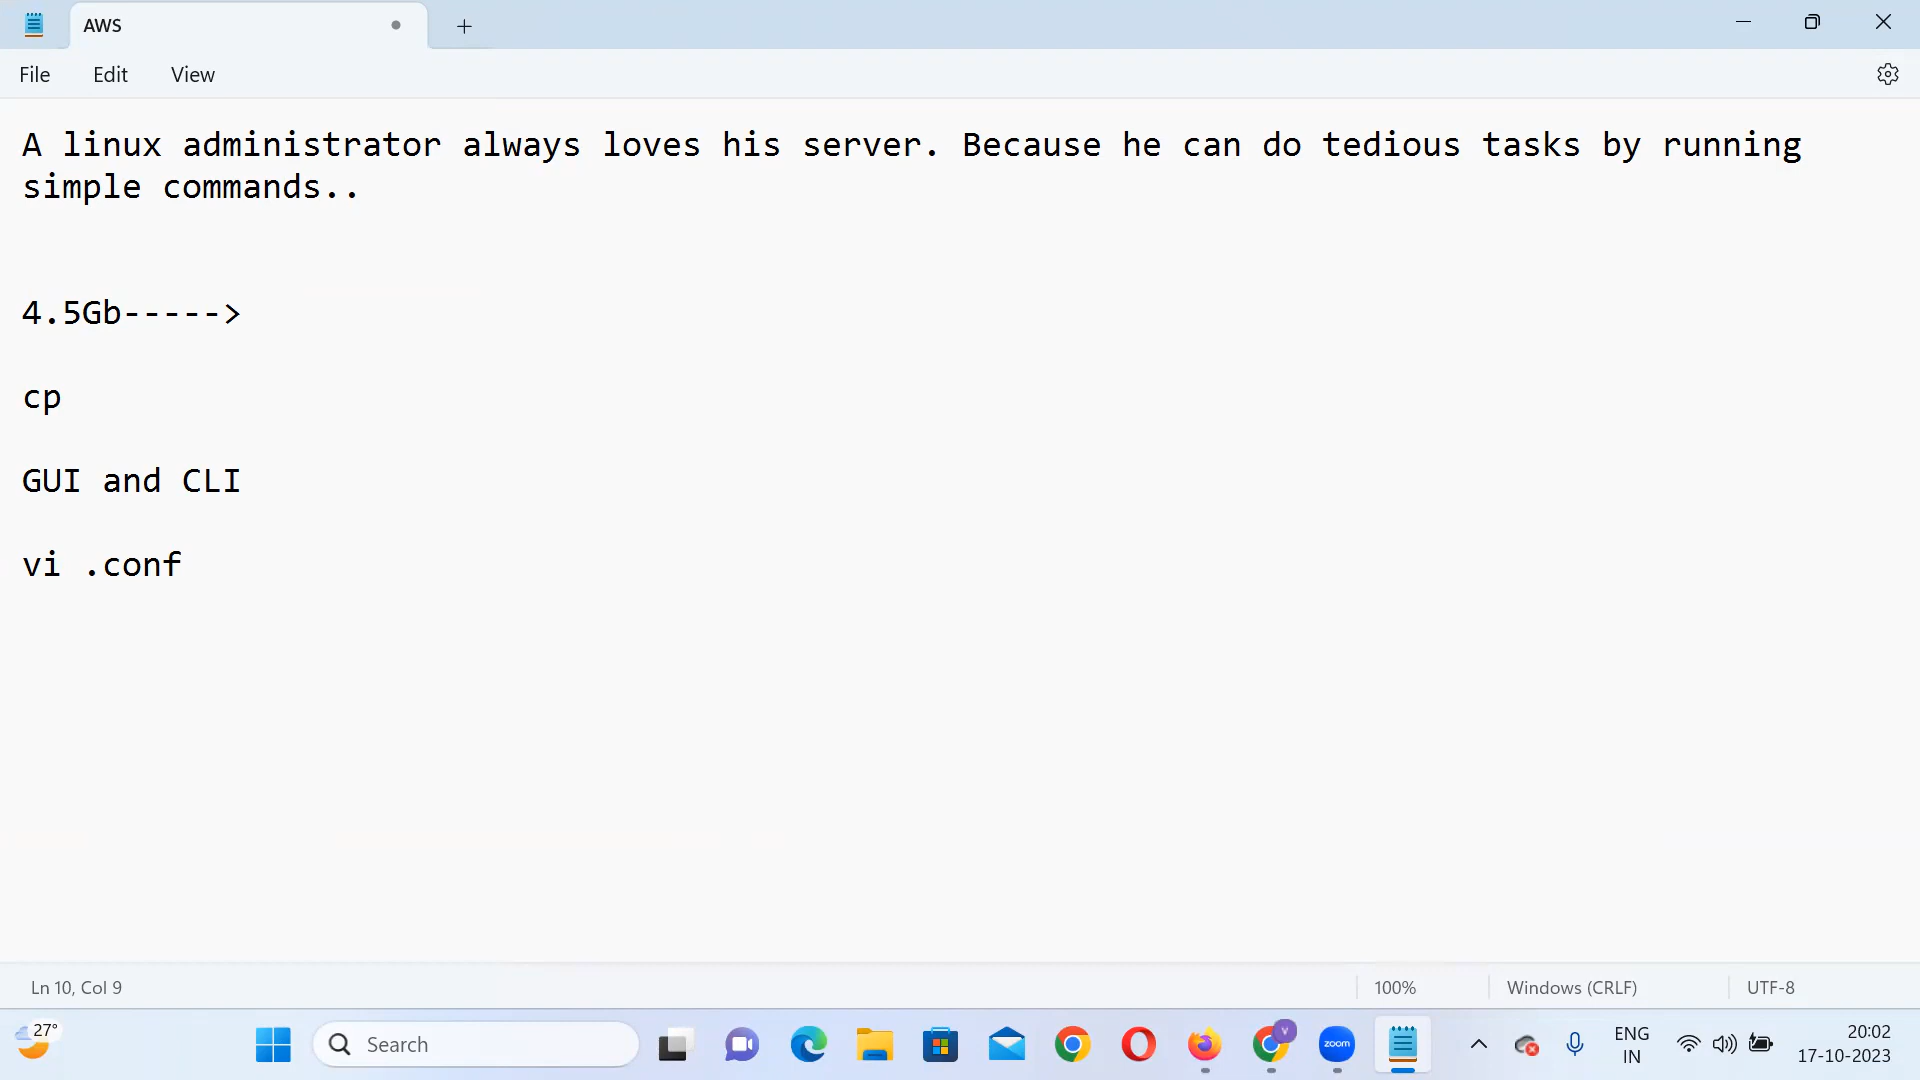 AWS
File Edit View
A linux administrator always loves his server. Because he can do tedious tasks by running
simple commands..
4.5Gb----->
cp
GUI and CLI
vi .conf
Ln 10, Col 9 100% Windows (CRLF) UTF-8
27° Search V zoom ENG 20:02
IN 17-10-2023